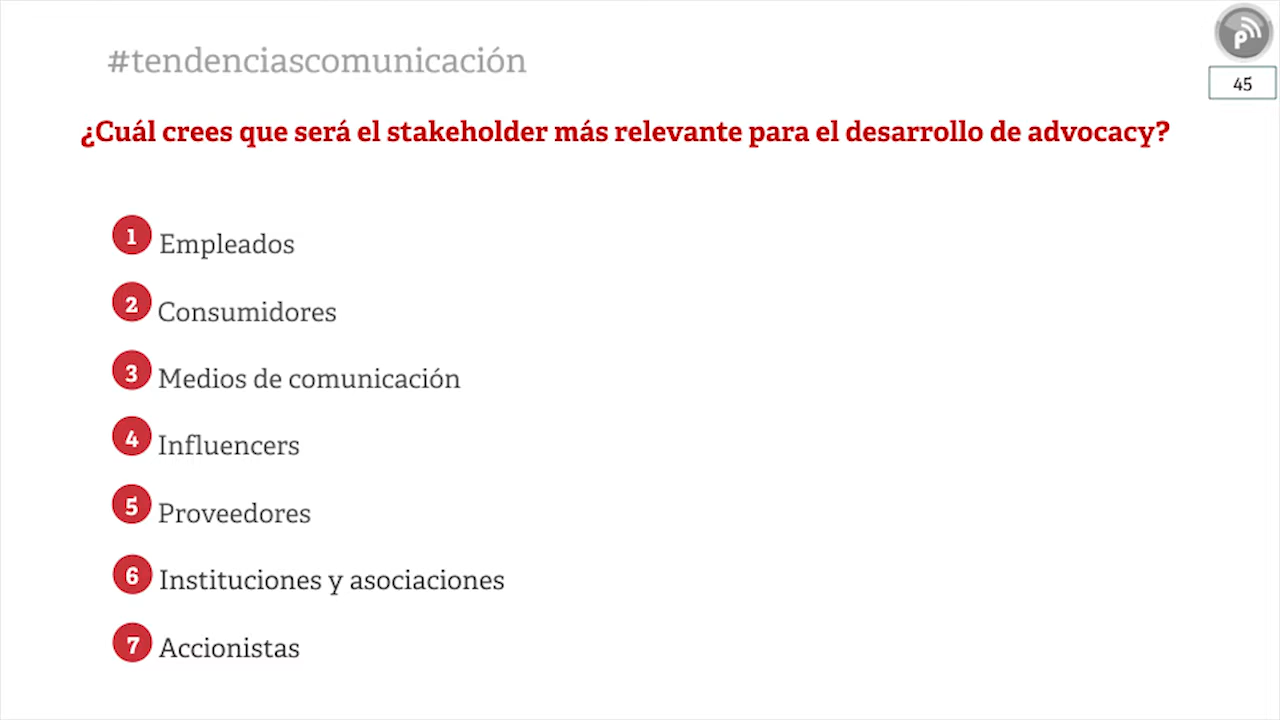 #tendenciascomunicación
45
¿Cuál crees que será el stakeholder más relevante para el desarrollo de advocacy?
1 Empleados
2 Consumidores
3 Medios de comunicación
4 Influencers
5 Proveedores
6 Instituciones y asociaciones
7 Accionistas